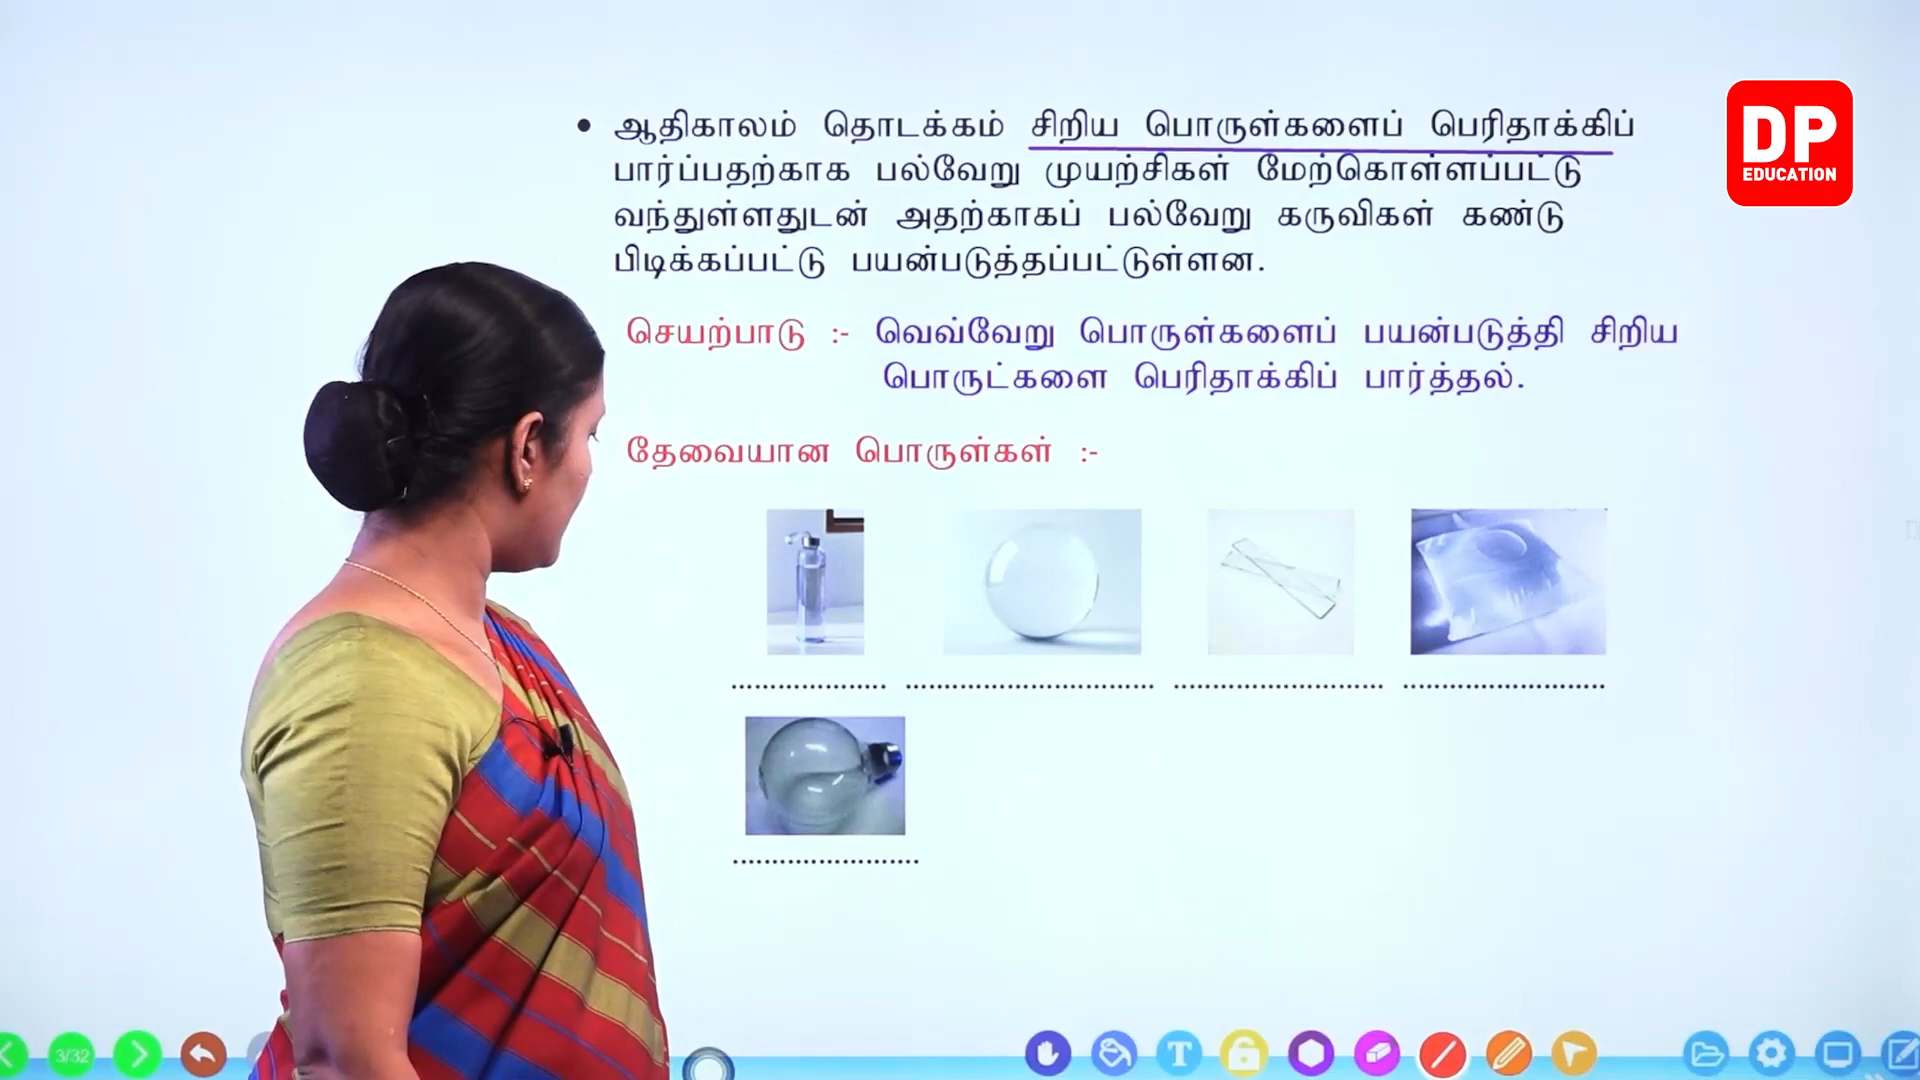 • ஆதிகாலம் தொடக்கம் சிறிய பொருள்களைப் பெரிதாக்கிப்
பார்ப்பதற்காக பல்வேறு முயற்சிகள் மேற்கொள்ளப்பட்டு
வந்துள்ளதுடன் அதற்காகப் பல்வேறு கருவிகள் கண்டு
பிடிக்கப்பட்டு பயன்படுத்தப்பட்டுள்ளன.
DP
EDUCATION
செயற்பாடு :- வெவ்வேறு பொருள்களைப் பயன்படுத்தி சிறிய
பொருட்களை பெரிதாக்கிப் பார்த்தல்.
தேவையான பொருள்கள் :-
3/32
T